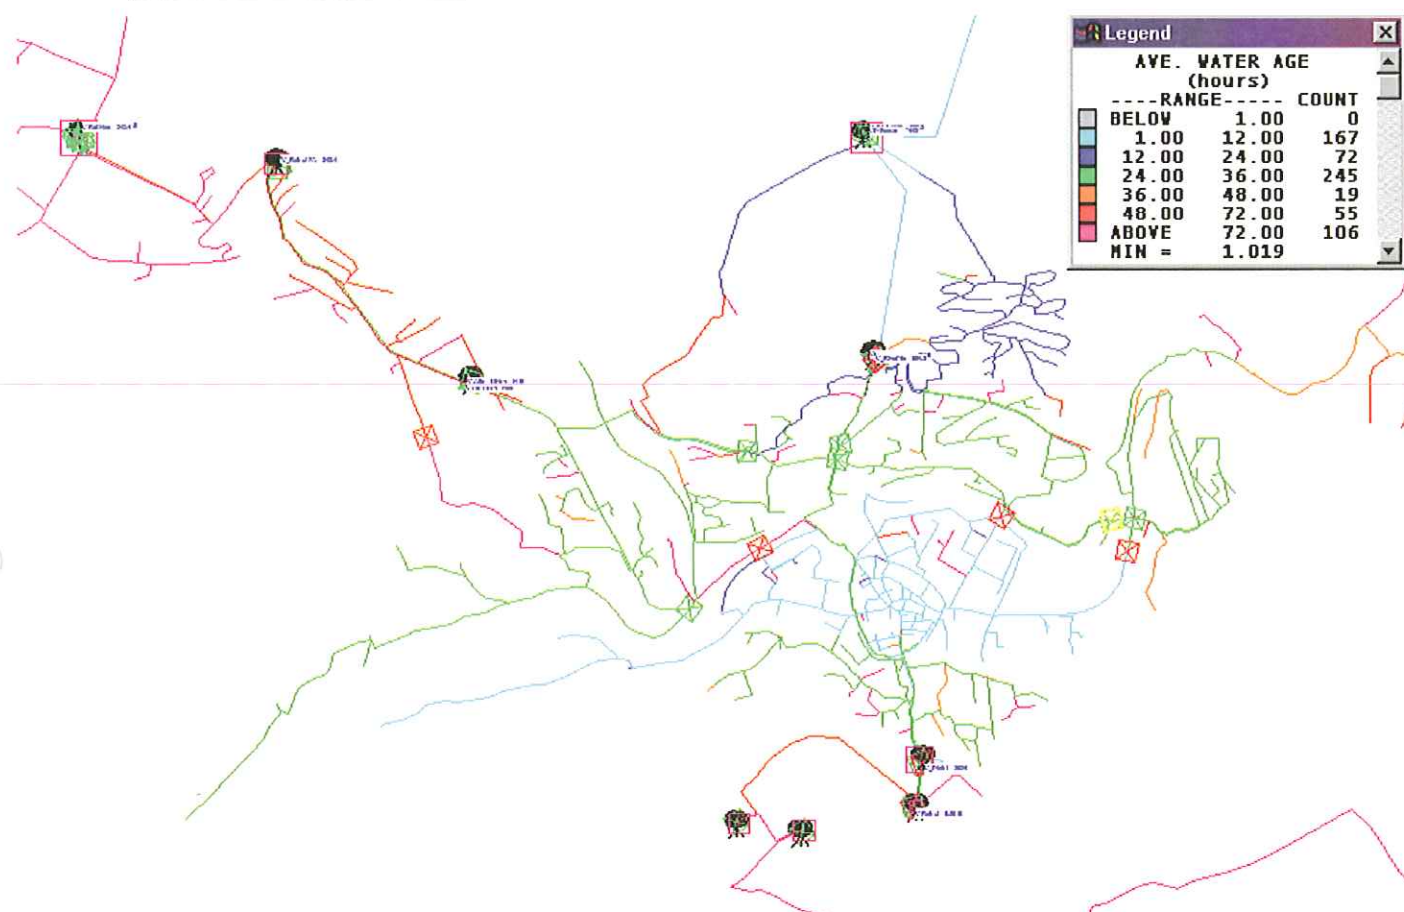 Legend
AVE. WATER AGE
(hours)
----RANGE----- COUNT
BELOW 1.00 0
1.00 12.00 167
12.00 24.00 72
24.00 36.00 245
36.00 48.00 19
48.00 72.00 55
ABOVE 72.00 106
MIN = 1.019